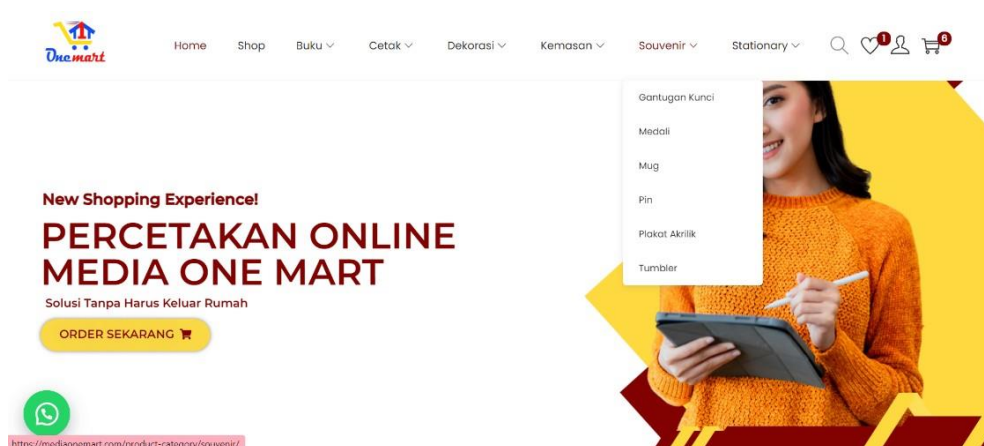 Onemart
Home Shop Buku Cetak Dekorasi Kemasan Souvenir Stationary 1 6
Gantugan Kunci
Medali
Mug
Pin
Plakat Akrilik
Tumbler
New Shopping Experience!
PERCETAKAN ONLINE
MEDIA ONE MART
Solusi Tanpa Harus Keluar Rumah
ORDER SEKARANG
https://mediaonemart.com/product-category/souvenir/